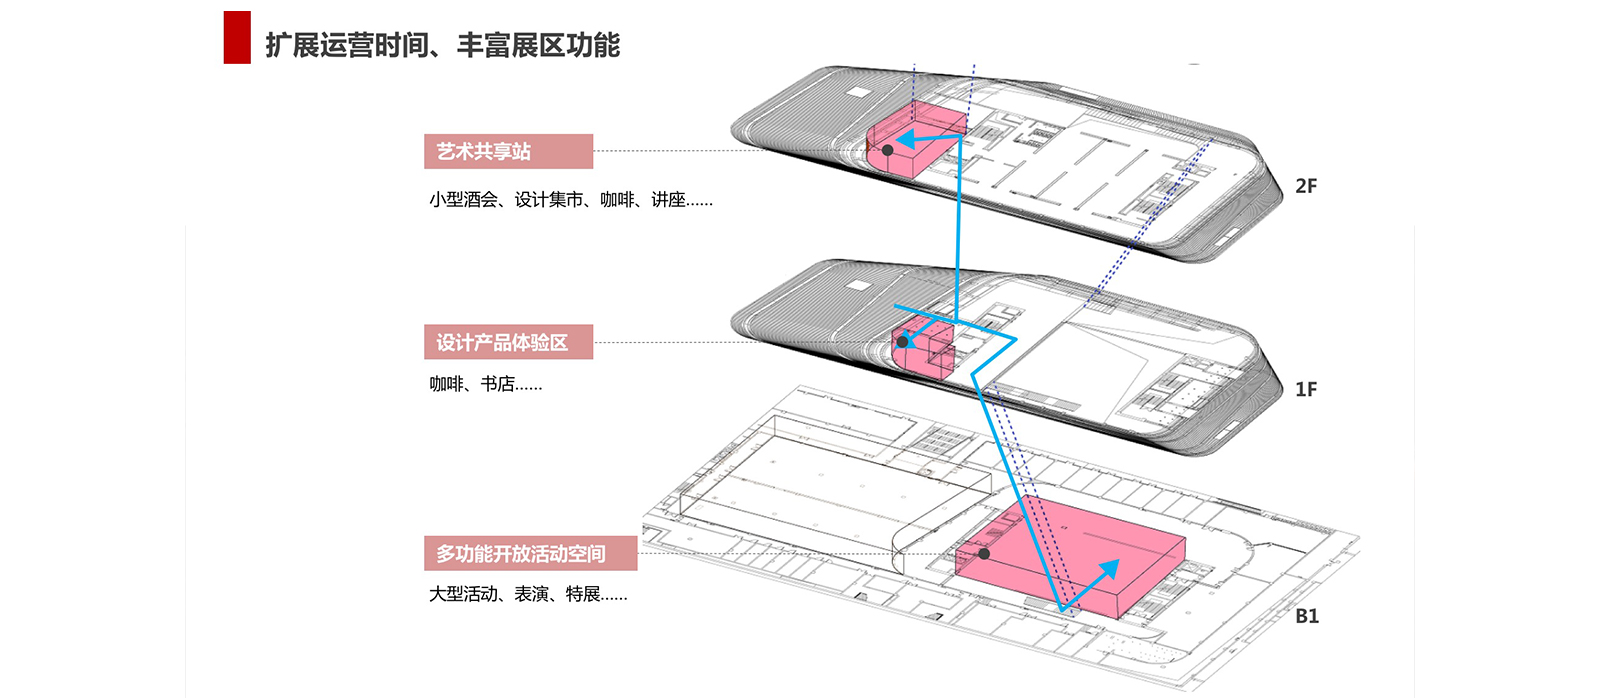 扩展运营时间、丰富展区功能
艺术共享站
小型酒会、设计集市、咖啡、讲座......
2F
设计产品体验区
咖啡、书店......
1F
多功能开放活动空间
大型活动、表演、特展......
B1